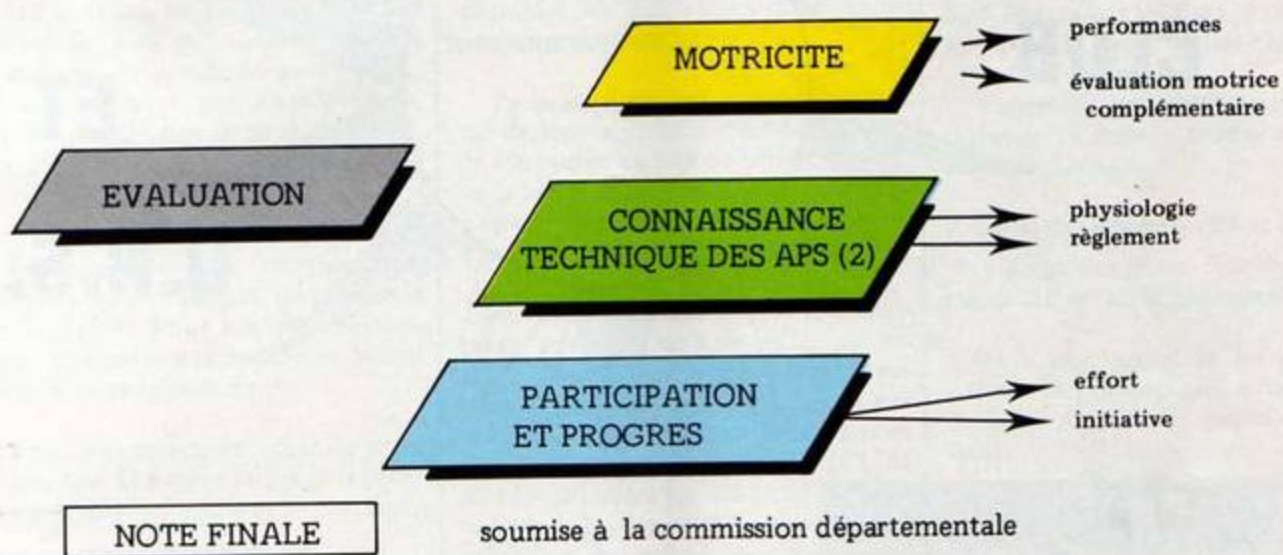 MOTRICITE
performances
évaluation motrice
complémentaire
EVALUATION
CONNAISSANCE
TECHNIQUE DES APS (2)
physiologie
règlement
PARTICIPATION
ET PROGRES
effort
initiative
NOTE FINALE
soumise à la commission départementale